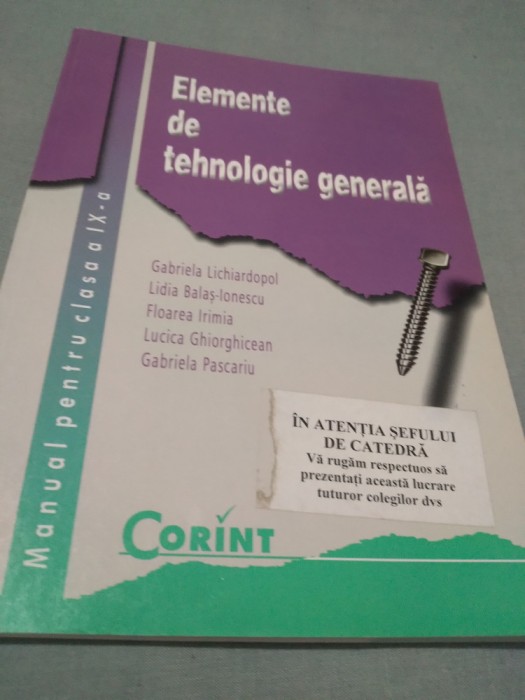 Elemente
de
tehnologie generală
Gabriela Lichiardopol
Lidia Balaș-Ionescu
Floarea Irimia
Lucica Ghiorghicean
Gabriela Pascariu
Manual pentru clasa a IX-a
ÎN ATENȚIA ȘEFULUI
DE CATEDRĂ
Vă rugăm respectuos să
prezentați această lucrare
tuturor colegilor dvs
CORINT